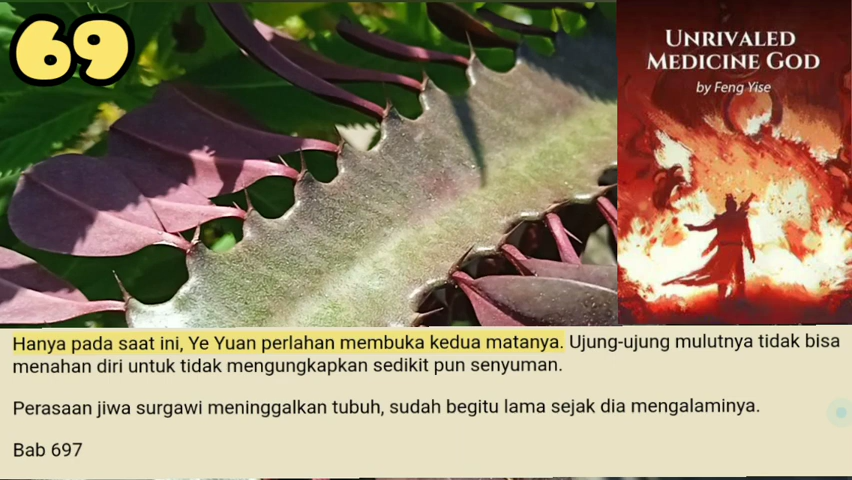 69
UNRIVALED
MEDICINE GOD
by Feng Yise
Hanya pada saat ini, Ye Yuan perlahan membuka kedua matanya. Ujung-ujung mulutnya tidak bisa
menahan diri untuk tidak mengungkapkan sedikit pun senyuman.
Perasaan jiwa surgawi meninggalkan tubuh, sudah begitu lama sejak dia mengalaminya.
Bab 697